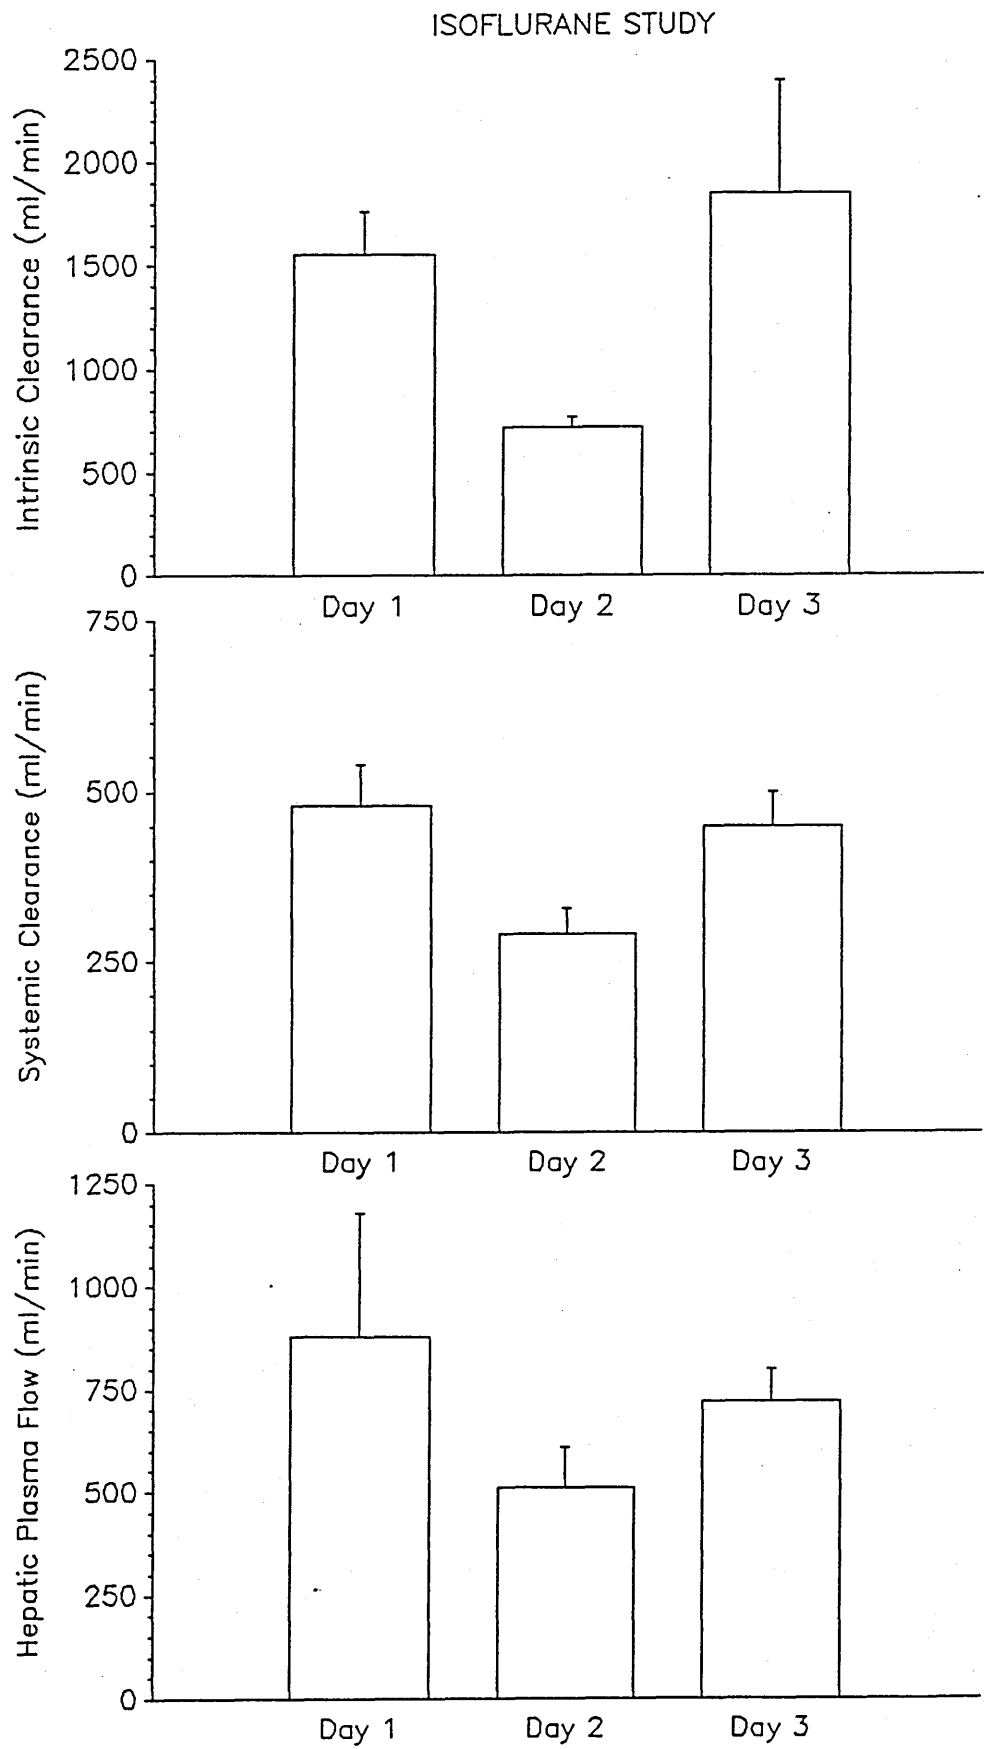 ISOFLURANE STUDY
Intrinsic Clearance (ml/min)
2500
2000
1500
1000
500
0
Day 1 Day 2 Day 3
Systemic Clearance (ml/min)
750
500
250
0
Day 1 Day 2 Day 3
Hepatic Plasma Flow (ml/min)
1250
1000
750
500
250
0
Day 1 Day 2 Day 3